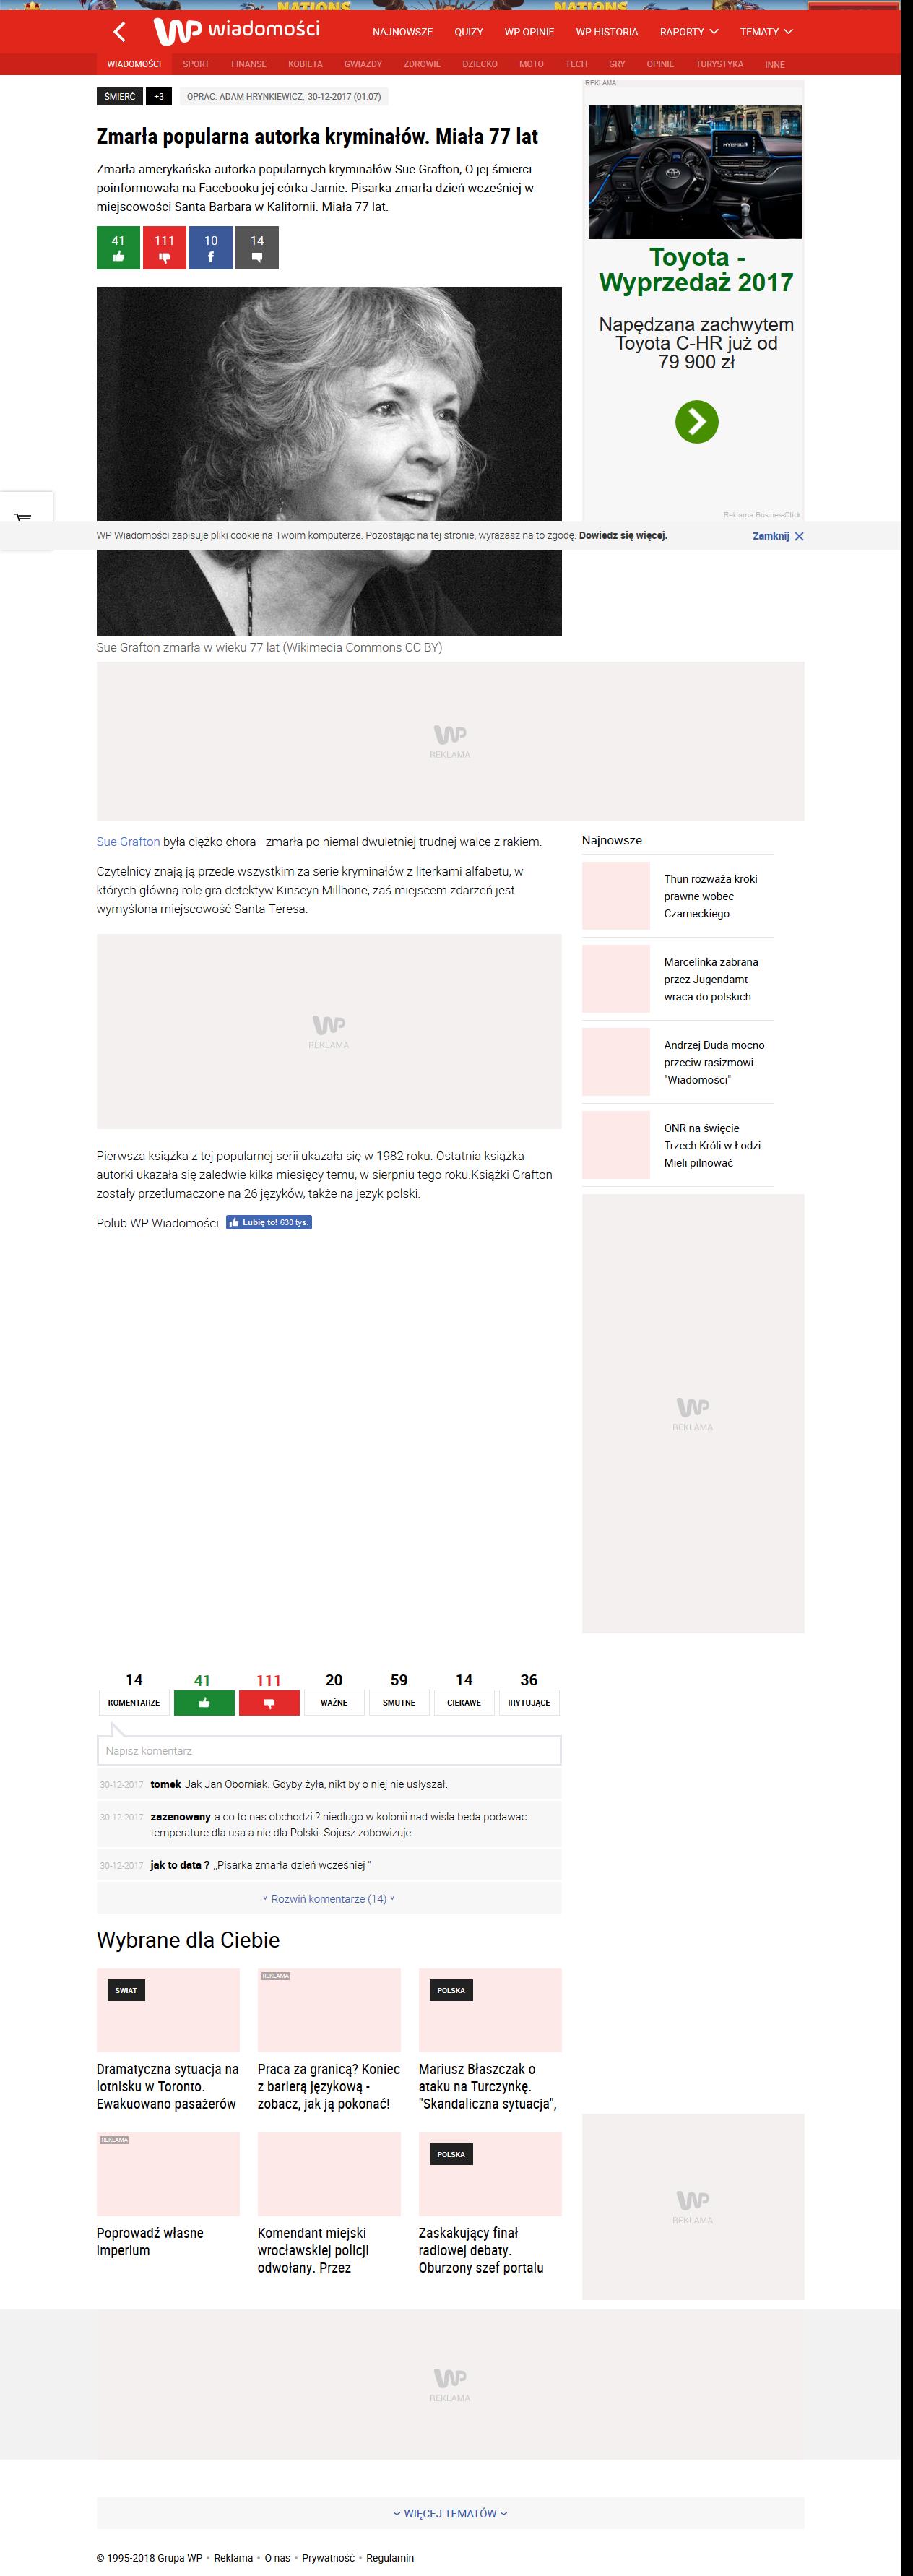 NATIONS
NATIONS
WP wiadomości
NAJNOWSZE QUIZY WP OPINIE WP HISTORIA RAPORTY TEMATY
WIADOMOŚCI SPORT FINANSE KOBIETA GWIAZDY ZDROWIE DZIECKO MOTO TECH GRY OPINIE TURYSTYKA INNE
ŚMIERĆ +3 OPRAC. ADAM HRYNKIEWICZ, 30-12-2017 (01:07)
Zmarła popularna autorka kryminałów. Miała 77 lat
Zmarła amerykańska autorka popularnych kryminałów Sue Grafton, O jej śmierci
poinformowała na Facebooku jej córka Jamie. Pisarka zmarła dzień wcześniej w
miejscowości Santa Barbara w Kalifornii. Miała 77 lat.
41 111 10 14
REKLAMA
HYBRID
Toyota -
Wyprzedaż 2017
Napędzana zachwytem
Toyota C-HR już od
79 900 zł
Reklama BusinessClick
WP Wiadomości zapisuje pliki cookie na Twoim komputerze. Pozostając na tej stronie, wyrażasz na to zgodę. Dowiedz się więcej.
Zamknij
Sue Grafton zmarła w wieku 77 lat (Wikimedia Commons CC BY)
WP
REKLAMA
Sue Grafton była ciężko chora - zmarła po niemal dwuletniej trudnej walce z rakiem.
Czytelnicy znają ją przede wszystkim za serie kryminałów z literkami alfabetu, w
których główną rolę gra detektyw Kinseyn Millhone, zaś miejscem zdarzeń jest
wymyślona miejscowość Santa Teresa.
WP
REKLAMA
Pierwsza książka z tej popularnej serii ukazała się w 1982 roku. Ostatnia książka
autorki ukazała się zaledwie kilka miesięcy temu, w sierpniu tego roku.Książki Grafton
zostały przetłumaczone na 26 języków, także na jezyk polski.
Polub WP Wiadomości Lubię to! 630 tys.
Najnowsze
Thun rozważa kroki
prawne wobec
Czarneckiego.
Marcelinka zabrana
przez Jugendamt
wraca do polskich
Andrzej Duda mocno
przeciw rasizmowi.
"Wiadomości"
ONR na święcie
Trzech Króli w Łodzi.
Mieli pilnować
WP
REKLAMA
14 41 111 20 59 14 36
KOMENTARZE WAŻNE SMUTNE CIEKAWE IRYTUJĄCE
Napisz komentarz
30-12-2017 tomek Jak Jan Oborniak. Gdyby żyła, nikt by o niej nie usłyszał.
30-12-2017 zazenowany a co to nas obchodzi ? niedlugo w kolonii nad wisla beda podawac
temperature dla usa a nie dla Polski. Sojusz zobowizuje
30-12-2017 jak to data ? ,,Pisarka zmarła dzień wcześniej "
Rozwiń komentarze (14)
Wybrane dla Ciebie
ŚWIAT
Dramatyczna sytuacja na
lotnisku w Toronto.
Ewakuowano pasażerów
REKLAMA
Praca za granicą? Koniec
z barierą językową -
zobacz, jak ją pokonać!
POLSKA
Mariusz Błaszczak o
ataku na Turczynkę.
"Skandaliczna sytuacja",
REKLAMA
Poprowadź własne
imperium
Komendant miejski
wrocławskiej policji
odwołany. Przez
POLSKA
Zaskakujący finał
radiowej debaty.
Oburzony szef portalu
WP
REKLAMA
WP
REKLAMA
WIĘCEJ TEMATÓW
© 1995-2018 Grupa WP • Reklama • O nas • Prywatność • Regulamin